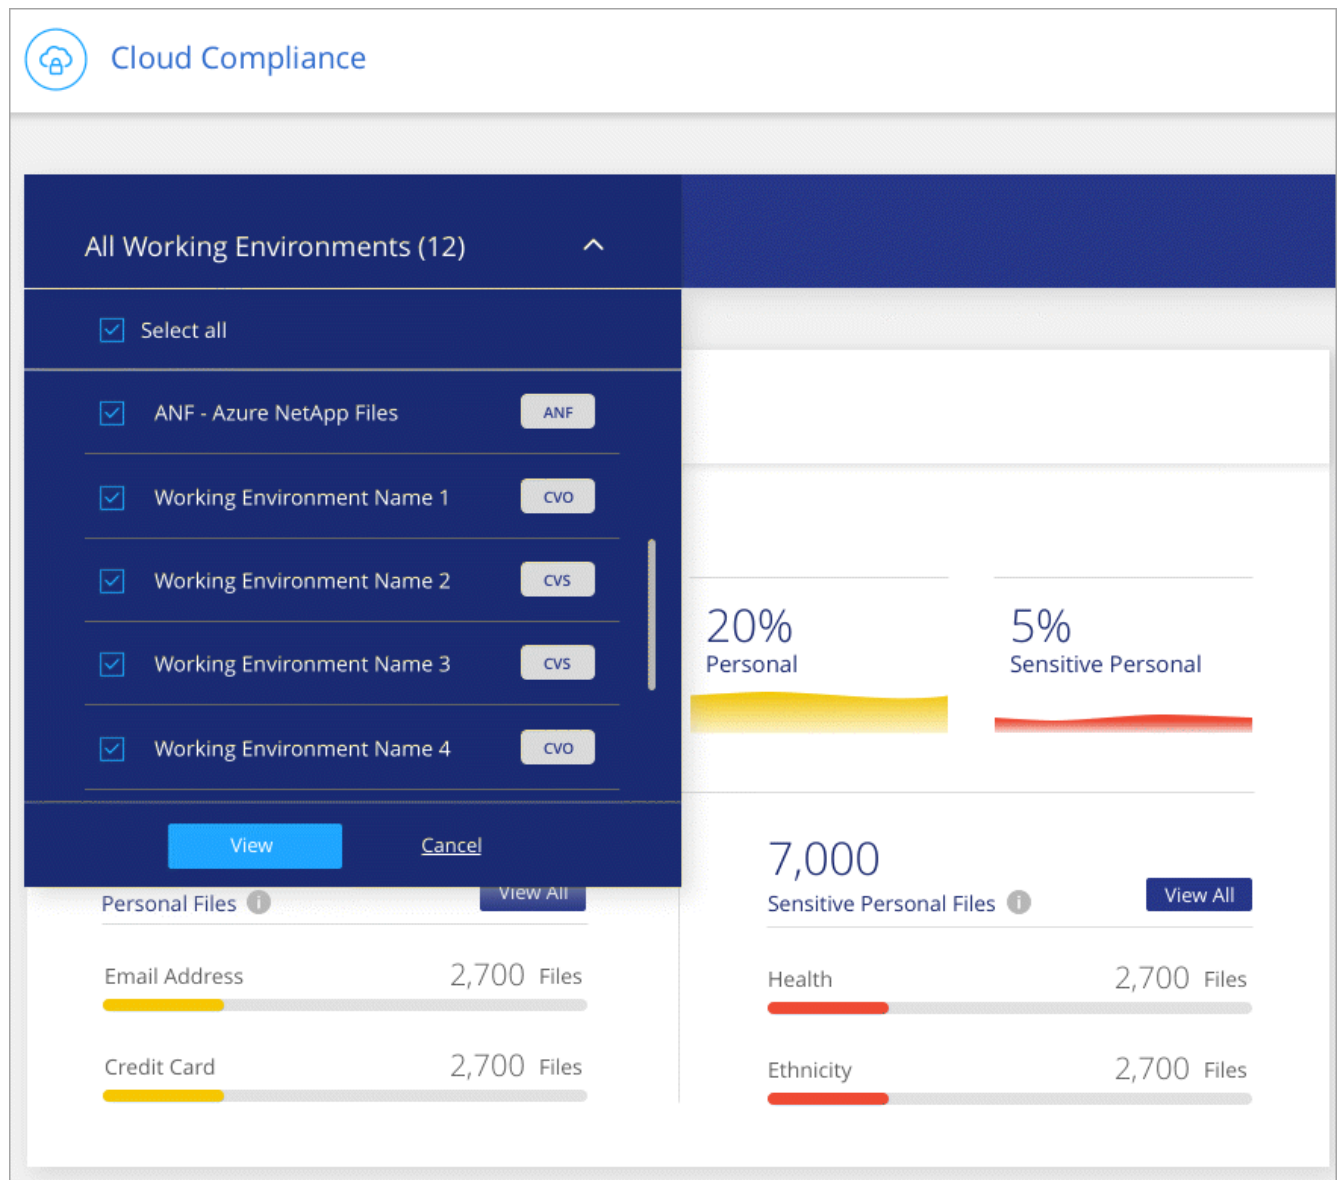 Cloud Compliance
All Working Environments (12)
Select all
ANF - Azure NetApp Files ANF
Working Environment Name 1 CVO
Working Environment Name 2 CVS
Working Environment Name 3 CVS
Working Environment Name 4 CVO
View Cancel
20%
Personal
5%
Sensitive Personal
Personal Files i View All
Email Address 2,700 Files
Credit Card 2,700 Files
7,000
Sensitive Personal Files i View All
Health 2,700 Files
Ethnicity 2,700 Files